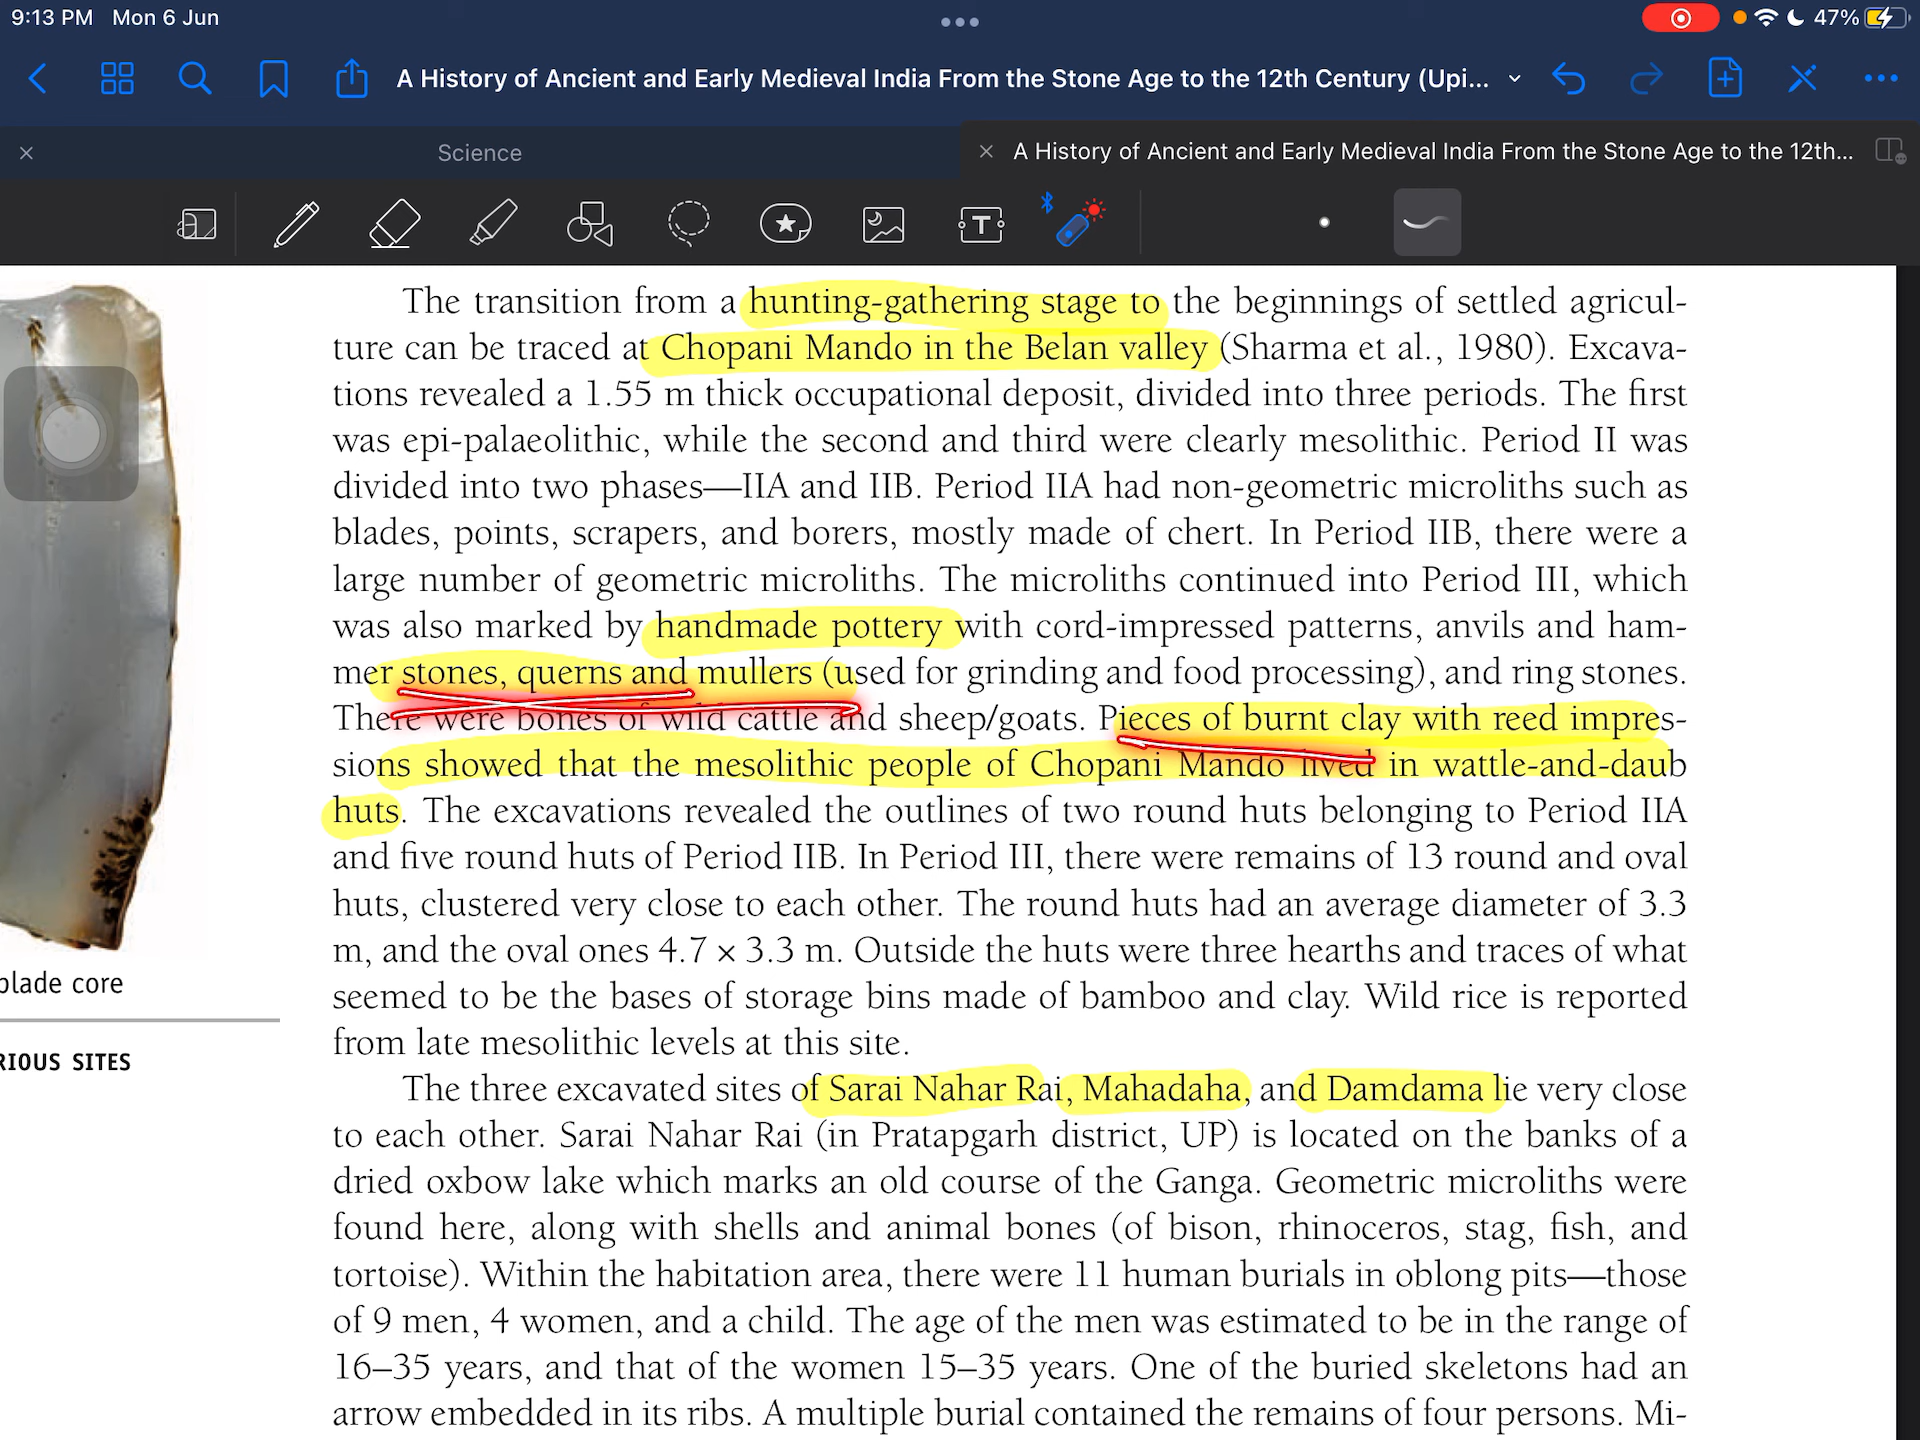 9:13 PM Mon 6 Jun
47%
A History of Ancient and Early Medieval India From the Stone Age to the 12th Century (Upi...
Science
A History of Ancient and Early Medieval India From the Stone Age to the 12th...
The transition from a hunting-gathering stage to the beginnings of settled agricul-
ture can be traced at Chopani Mando in the Belan valley (Sharma et al., 1980). Excava-
tions revealed a 1.55 m thick occupational deposit, divided into three periods. The first
was epi-palaeolithic, while the second and third were clearly mesolithic. Period II was
divided into two phases—IIA and IIB. Period IIA had non-geometric microliths such as
blades, points, scrapers, and borers, mostly made of chert. In Period IIB, there were a
large number of geometric microliths. The microliths continued into Period III, which
was also marked by handmade pottery with cord-impressed patterns, anvils and ham-
mer stones, querns and mullers (used for grinding and food processing), and ring stones.
There were bones of wild cattle and sheep/goats. Pieces of burnt clay with reed impres-
sions showed that the mesolithic people of Chopani Mando lived in wattle-and-daub
huts. The excavations revealed the outlines of two round huts belonging to Period IIA
and five round huts of Period IIB. In Period III, there were remains of 13 round and oval
huts, clustered very close to each other. The round huts had an average diameter of 3.3
m, and the oval ones 4.7 × 3.3 m. Outside the huts were three hearths and traces of what
seemed to be the bases of storage bins made of bamboo and clay. Wild rice is reported
from late mesolithic levels at this site.
The three excavated sites of Sarai Nahar Rai, Mahadaha, and Damdama lie very close
to each other. Sarai Nahar Rai (in Pratapgarh district, UP) is located on the banks of a
dried oxbow lake which marks an old course of the Ganga. Geometric microliths were
found here, along with shells and animal bones (of bison, rhinoceros, stag, fish, and
tortoise). Within the habitation area, there were 11 human burials in oblong pits—those
of 9 men, 4 women, and a child. The age of the men was estimated to be in the range of
16–35 years, and that of the women 15–35 years. One of the buried skeletons had an
arrow embedded in its ribs. A multiple burial contained the remains of four persons. Mi-
blade core
RIOUS SITES